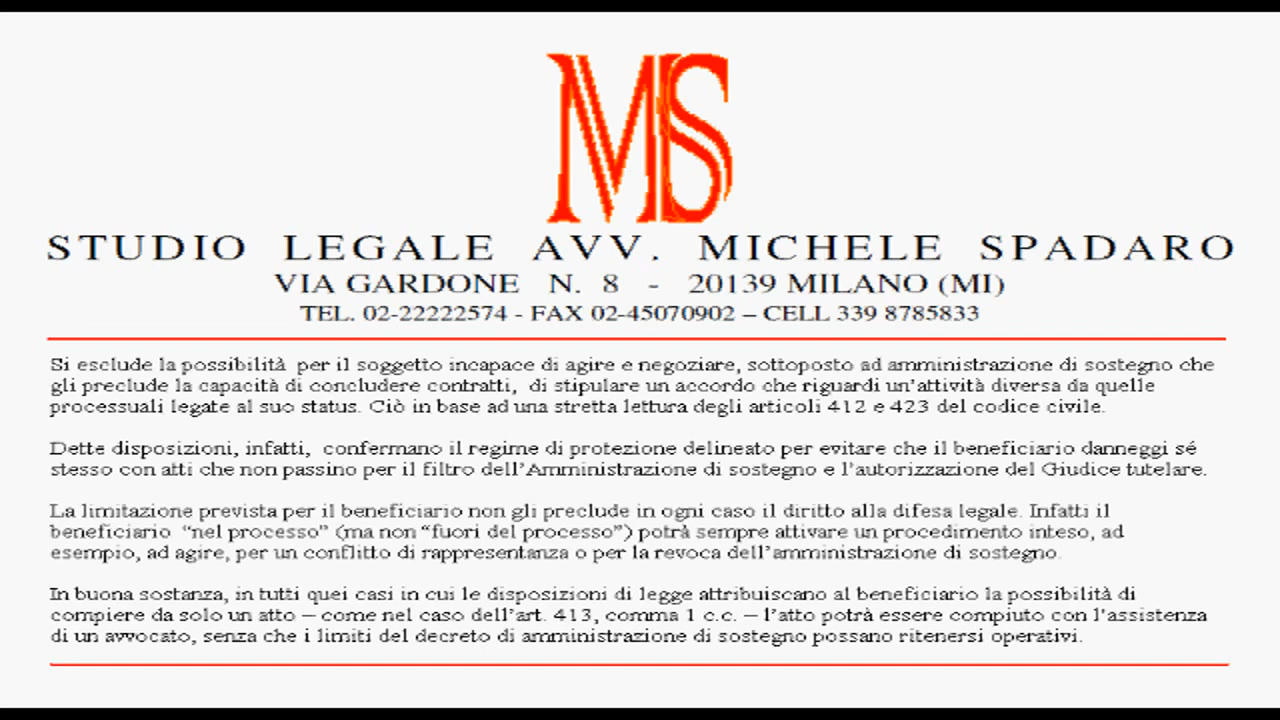 MS
STUDIO LEGALE AVV. MICHELE SPADARO
VIA GARDONE N. 8 - 20139 MILANO (MI)
TEL. 02-22222574 - FAX 02-45070902 – CELL 339 8785833
Si esclude la possibilità per il soggetto incapace di agire e negoziare, sottoposto ad amministrazione di sostegno che
gli preclude la capacità di concludere contratti, di stipulare un accordo che riguardi un'attività diversa da quelle
processuali legate al suo status. Ciò in base ad una stretta lettura degli articoli 412 e 423 del codice civile.
Dette disposizioni, infatti, confermano il regime di protezione delineato per evitare che il beneficiario danneggi sé
stesso con atti che non passino per il filtro dell'Amministrazione di sostegno e l'autorizzazione del Giudice tutelare.
La limitazione prevista per il beneficiario non gli preclude in ogni caso il diritto alla difesa legale. Infatti il
beneficiario “nel processo” (ma non “fuori del processo”) potrà sempre attivare un procedimento inteso, ad
esempio, ad agire, per un conflitto di rappresentanza o per la revoca dell'amministrazione di sostegno.
In buona sostanza, in tutti quei casi in cui le disposizioni di legge attribuiscano al beneficiario la possibilità di
compiere da solo un atto – come nel caso dell'art. 413, comma 1 c.c. – l'atto potrà essere compiuto con l'assistenza
di un avvocato, senza che i limiti del decreto di amministrazione di sostegno possano ritenersi operativi.